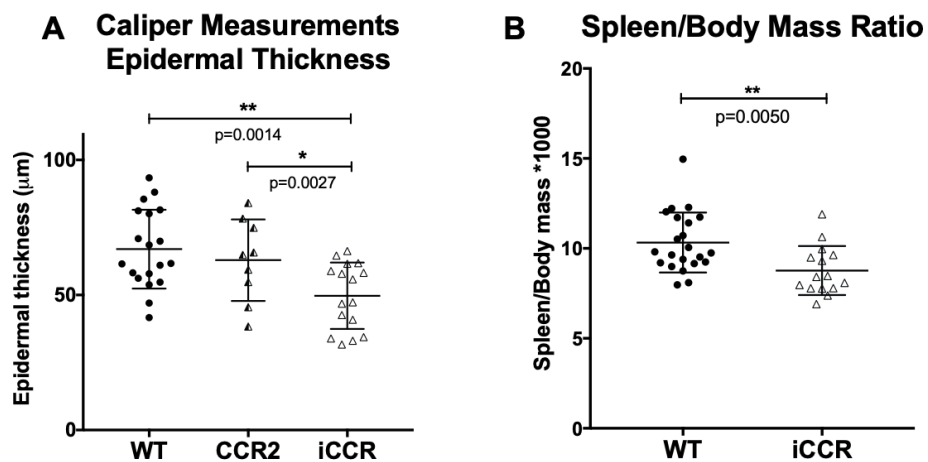 A
Caliper Measurements
Epidermal Thickness
Epidermal thickness (μm)
100
50
0
**
p=0.0014
*
p=0.0027
WT
CCR2
iCCR
B
Spleen/Body Mass Ratio
Spleen/Body mass *1000
20
15
10
5
0
**
p=0.0050
WT
iCCR